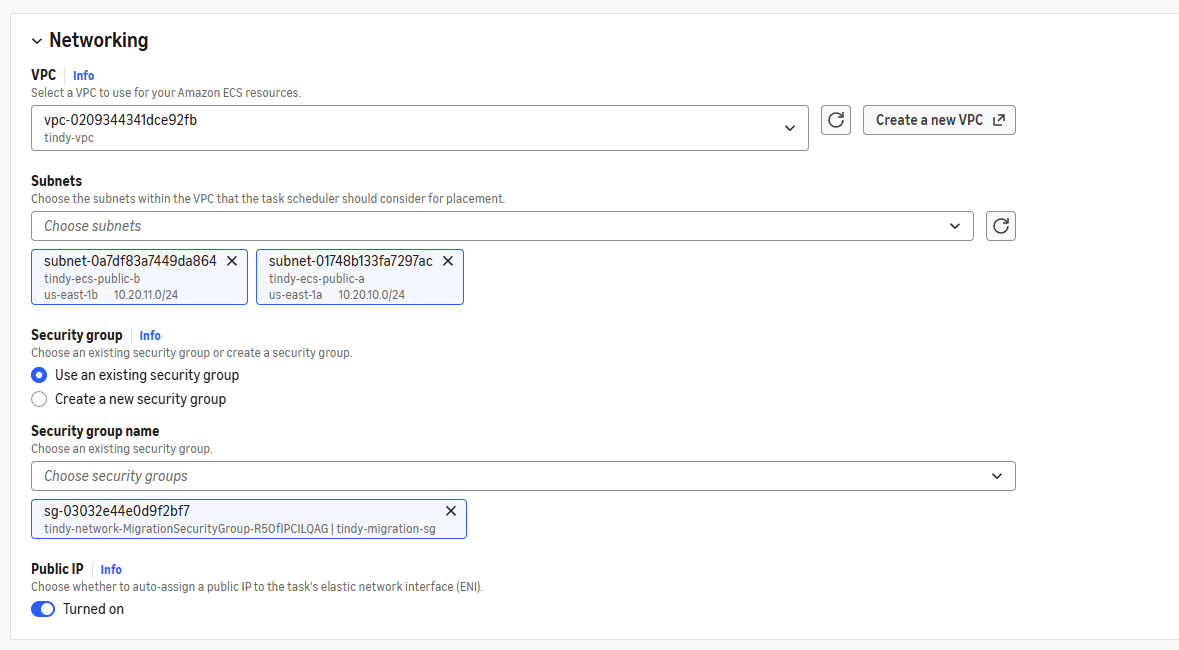 Networking
VPC Info
Select a VPC to use for your Amazon ECS resources.
vpc-0209344341dce92fb
tindy-vpc
Create a new VPC
Subnets
Choose the subnets within the VPC that the task scheduler should consider for placement.
Choose subnets
subnet-0a7df83a7449da864
tindy-ecs-public-b
us-east-1b 10.20.11.0/24
subnet-01748b133fa7297ac
tindy-ecs-public-a
us-east-1a 10.20.10.0/24
Security group Info
Choose an existing security group or create a security group.
Use an existing security group
Create a new security group
Security group name
Choose an existing security group.
Choose security groups
sg-03032e44e0d9f2bf7
tindy-network-MigrationSecurityGroup-R5OfIPCILQAG | tindy-migration-sg
Public IP Info
Choose whether to auto-assign a public IP to the task's elastic network interface (ENI).
Turned on